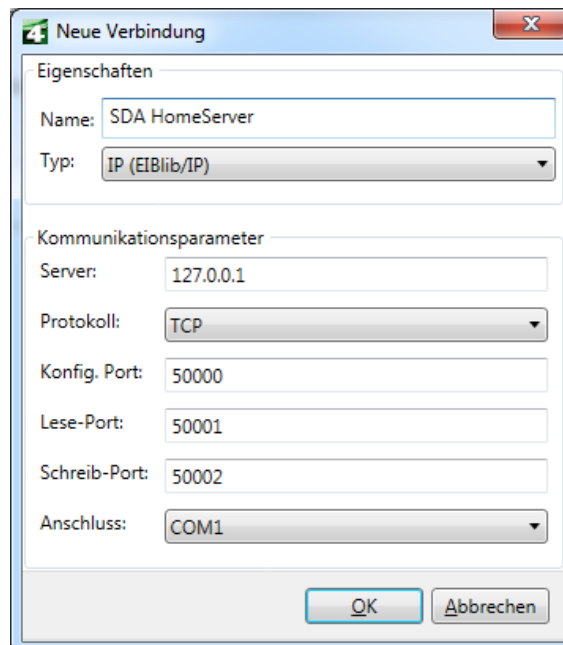 4 Neue Verbindung
Eigenschaften
Name: SDA HomeServer
Typ: IP (EIBlib/IP)
Kommunikationsparameter
Server: 127.0.0.1
Protokoll: TCP
Konfig. Port: 50000
Lese-Port: 50001
Schreib-Port: 50002
Anschluss: COM1
OK Abbrechen